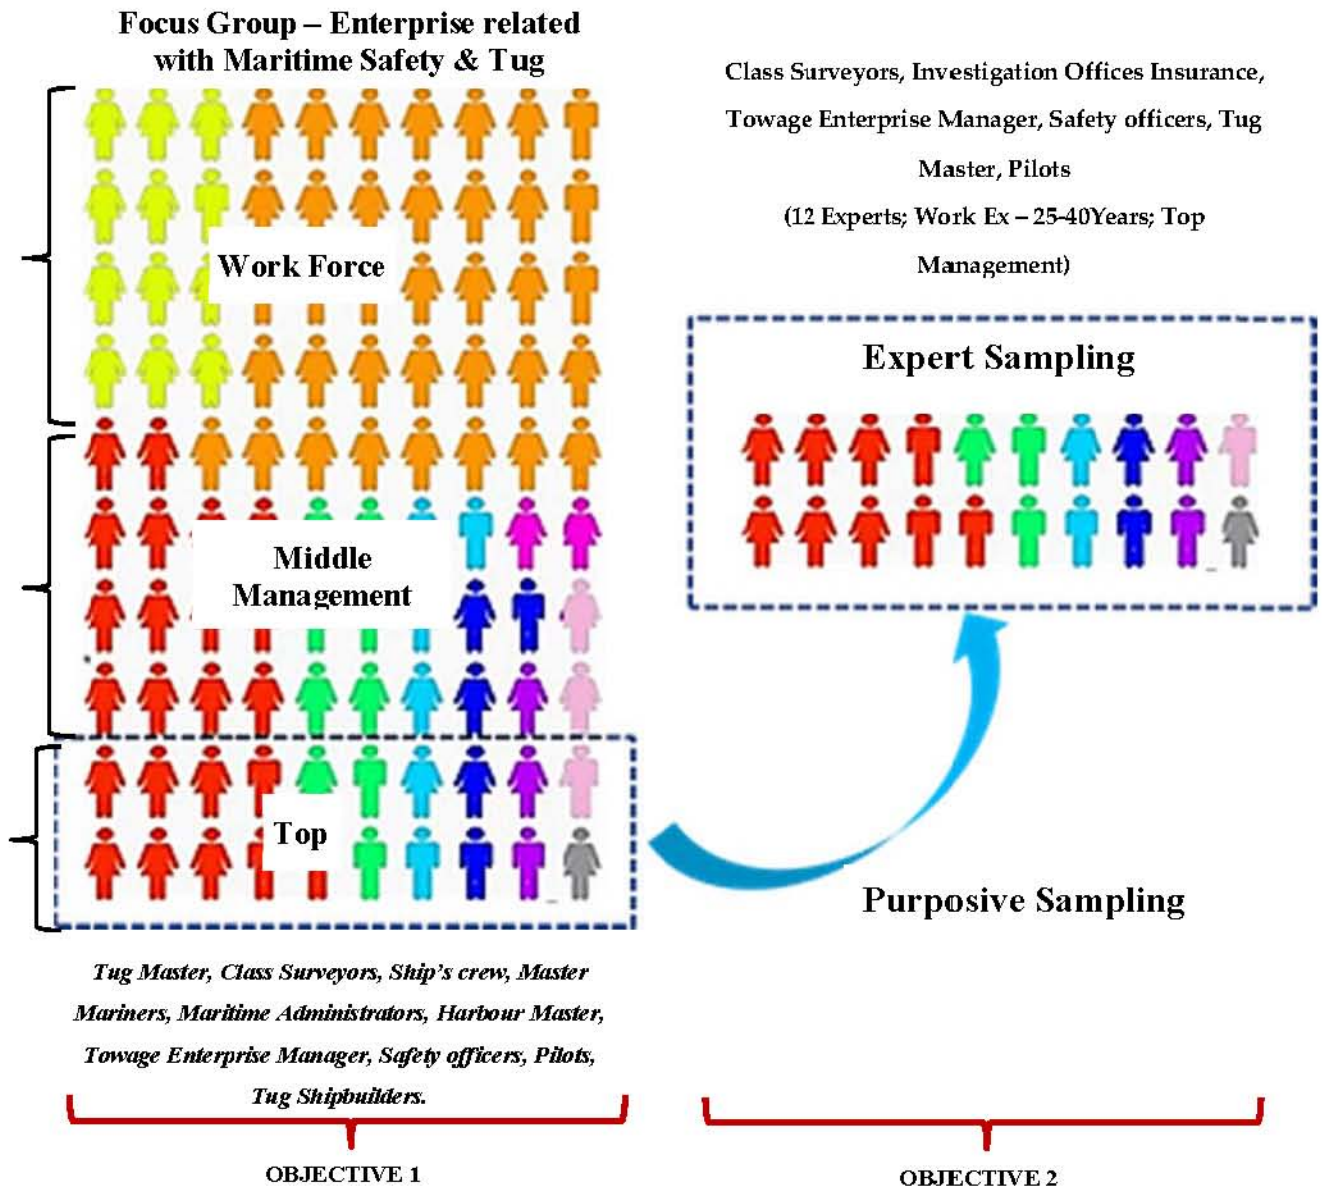 Focus Group – Enterprise related
with Maritime Safety & Tug
Work Force
Middle
Management
Top
Tug Master, Class Surveyors, Ship's crew, Master
Mariners, Maritime Administrators, Harbour Master,
Towage Enterprise Manager, Safety officers, Pilots,
Tug Shipbuilders.
OBJECTIVE 1
Class Surveyors, Investigation Offices Insurance,
Towage Enterprise Manager, Safety officers, Tug
Master, Pilots
(12 Experts; Work Ex – 25-40Years; Top
Management)
Expert Sampling
Purposive Sampling
OBJECTIVE 2